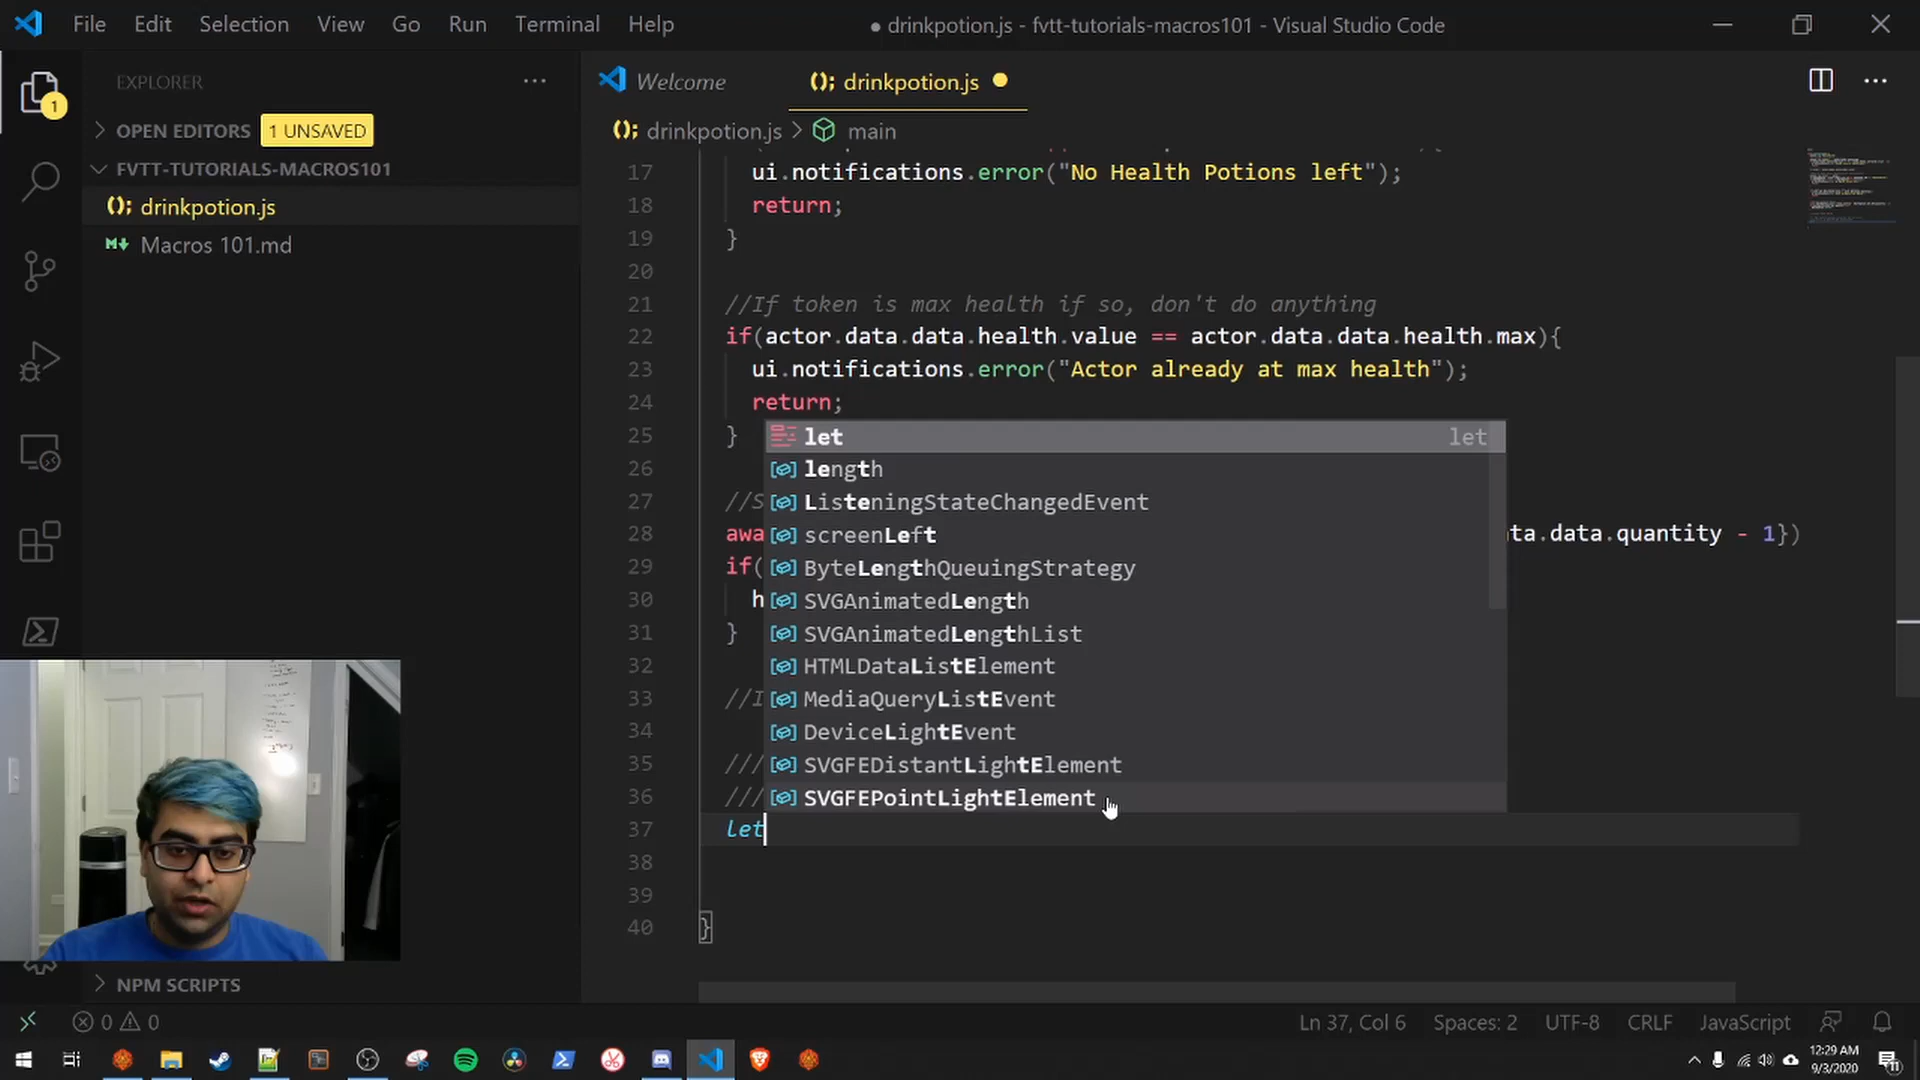 File Edit Selection View Go Run Terminal Help
● drinkpotion.js - fvtt-tutorials-macros101 - Visual Studio Code
EXPLORER
Welcome
drinkpotion.js
OPEN EDITORS 1 UNSAVED
drinkpotion.js > main
FVTT-TUTORIALS-MACROS101
drinkpotion.js
Macros 101.md
1
17 ui.notifications.error("No Health Potions left");
18 return;
19 }
20
21 //If token is max health if so, don't do anything
22 if(actor.data.data.health.value == actor.data.data.health.max){
23 ui.notifications.error("Actor already at max health");
24 return;
25 }
let let
26
length
27 //S
ListeningStateChangedEvent
28 awa
screenLeft
ta.data.quantity - 1})
29 if(
ByteLengthQueuingStrategy
30 h
SVGAnimatedLength
31 }
SVGAnimatedLengthList
32
HTMLDataListElement
33 //I
MediaQueryListEvent
34
DeviceLightEvent
35 ///
SVGFEDistantLightElement
36 ///
SVGFEPointLightElement
37 let
38
39
40 }
NPM SCRIPTS
0 0
Ln 37, Col 6 Spaces: 2 UTF-8 CRLF JavaScript
12:29 AM
9/3/2020
11